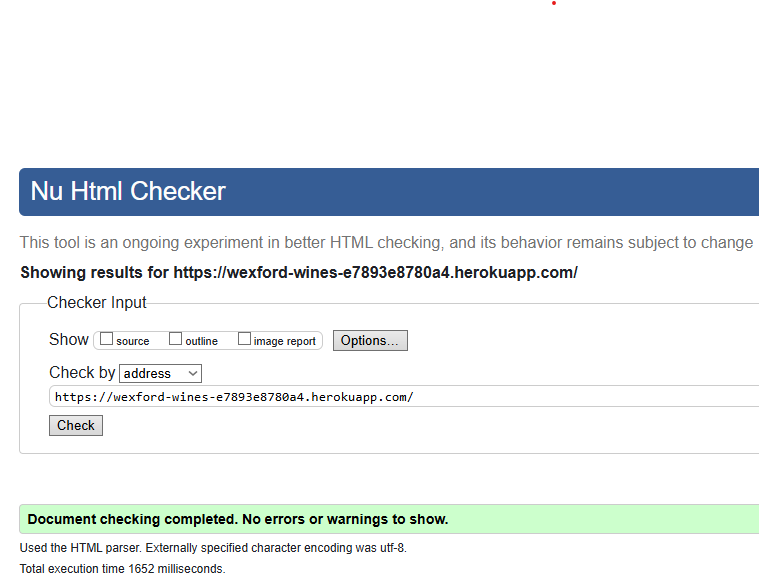 Nu Html Checker
This tool is an ongoing experiment in better HTML checking, and its behavior remains subject to change
Showing results for https://wexford-wines-e7893e8780a4.herokuapp.com/
Checker Input
Show source outline image report Options...
Check by address
https://wexford-wines-e7893e8780a4.herokuapp.com/
Check
Document checking completed. No errors or warnings to show.
Used the HTML parser. Externally specified character encoding was utf-8.
Total execution time 1652 milliseconds.